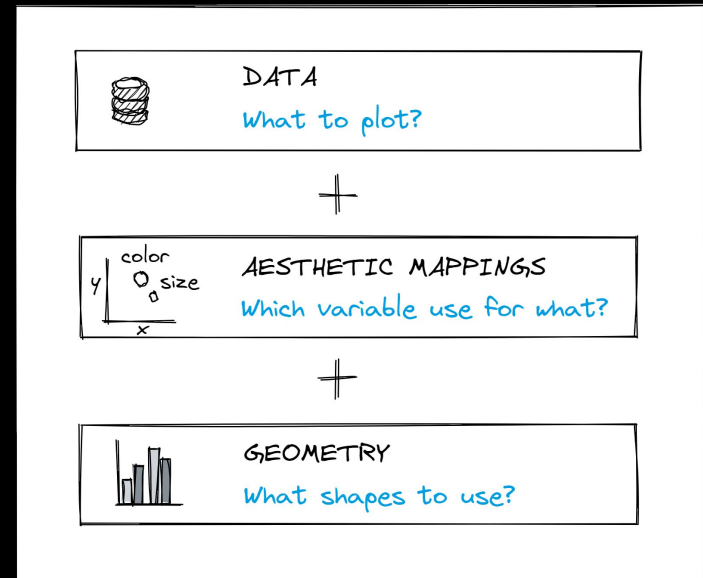 DATA
What to plot?
+
color
y
size
x
AESTHETIC MAPPINGS
Which variable use for what?
+
GEOMETRY
What shapes to use?